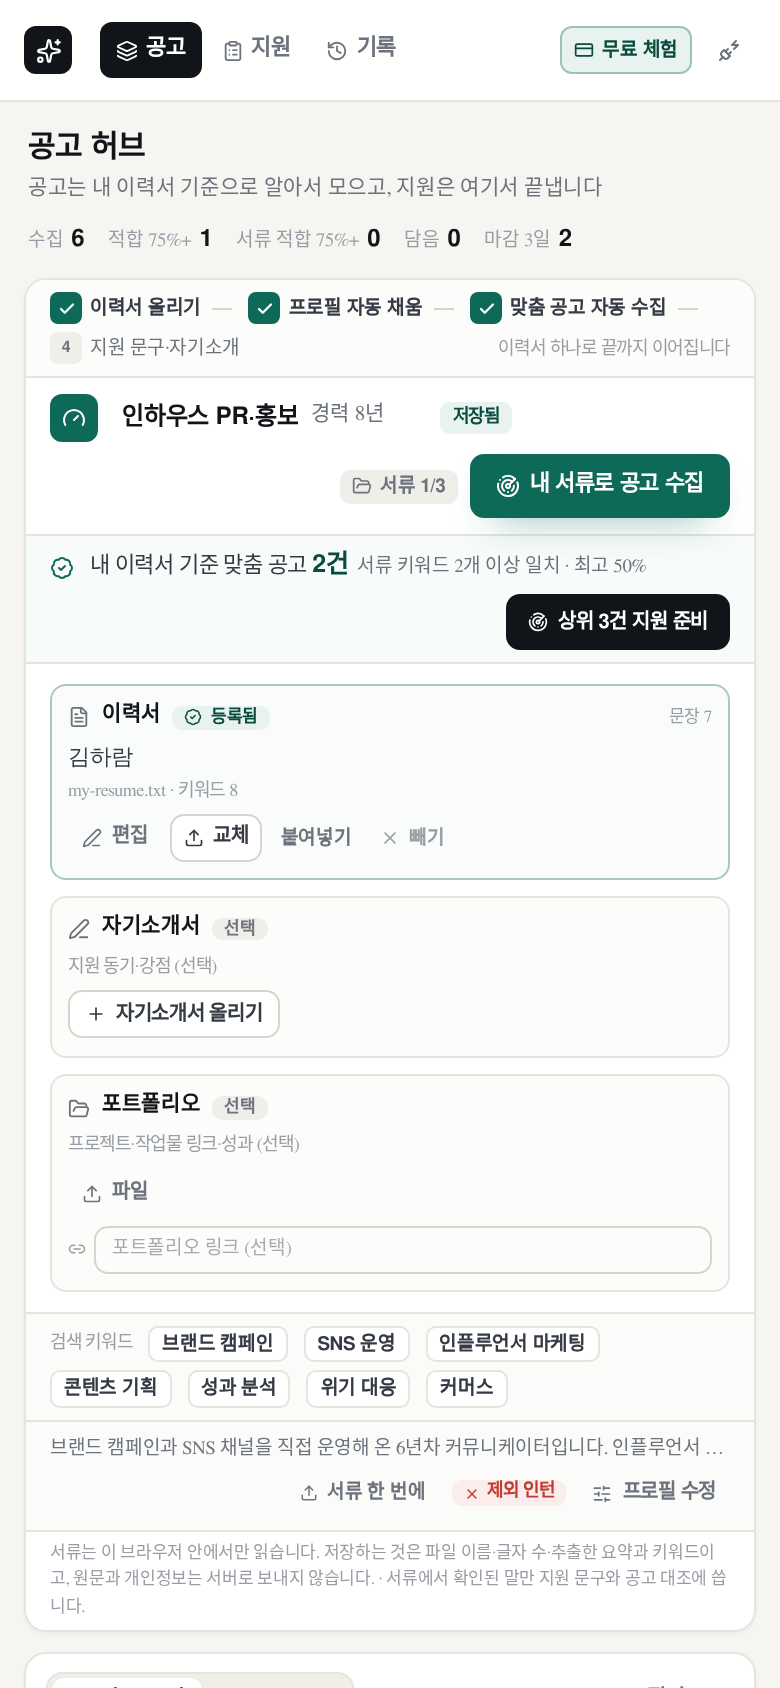 공고 지원 기록 무료 체험
공고 허브
공고는 내 이력서 기준으로 알아서 모으고, 지원은 여기서 끝냅니다
수집 6 적합 75%+ 1 서류 적합 75%+ 0 담음 0 마감 3일 2
이력서 올리기 — 프로필 자동 채움 — 맞춤 공고 자동 수집 —
4 지원 문구·자기소개 이력서 하나로 끝까지 이어집니다
인하우스 PR·홍보 경력 8년 저장됨
서류 1/3 내 서류로 공고 수집
내 이력서 기준 맞춤 공고 2건 서류 키워드 2개 이상 일치 · 최고 50%
상위 3건 지원 준비
이력서 등록됨 문장 7
김하람
my-resume.txt · 키워드 8
편집 교체 붙여넣기 빼기
자기소개서 선택
지원 동기·강점 (선택)
자기소개서 올리기
포트폴리오 선택
프로젝트·작업물 링크·성과 (선택)
파일
포트폴리오 링크 (선택)
검색 키워드 브랜드 캠페인 SNS 운영 인플루언서 마케팅
콘텐츠 기획 성과 분석 위기 대응 커머스
브랜드 캠페인과 SNS 채널을 직접 운영해 온 6년차 커뮤니케이터입니다. 인플루언서 …
서류 한 번에 제외 인턴 프로필 수정
서류는 이 브라우저 안에서만 읽습니다. 저장하는 것은 파일 이름·글자 수·추출한 요약과 키워드이
고, 원문과 개인정보는 서버로 보내지 않습니다. · 서류에서 확인된 말만 지원 문구와 공고 대조에 씁
니다.